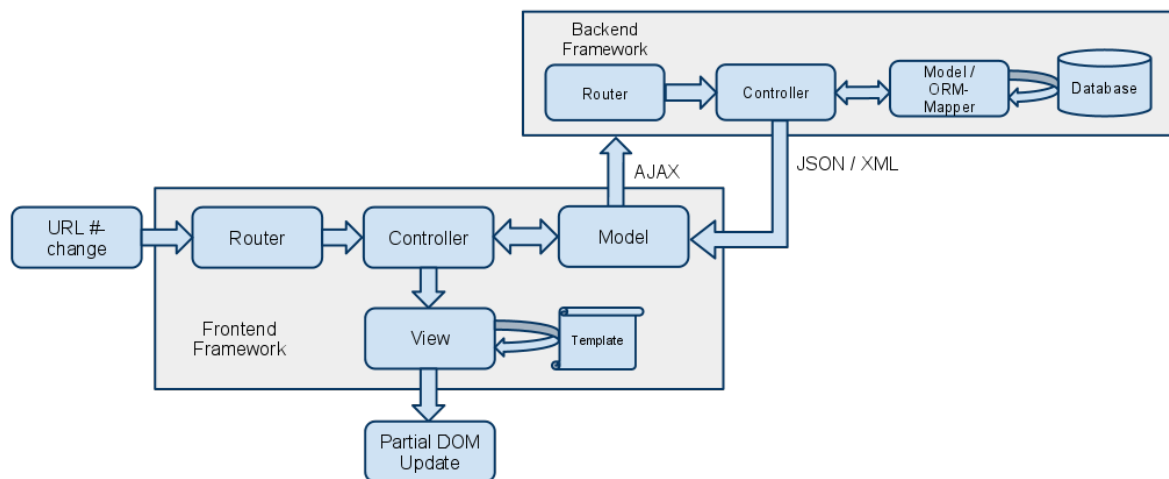 Backend
Framework
Router
Controller
Model /
ORM-
Mapper
Database
AJAX
JSON / XML
URL #-
change
Router
Controller
Model
Frontend
Framework
View
Template
Partial DOM
Update